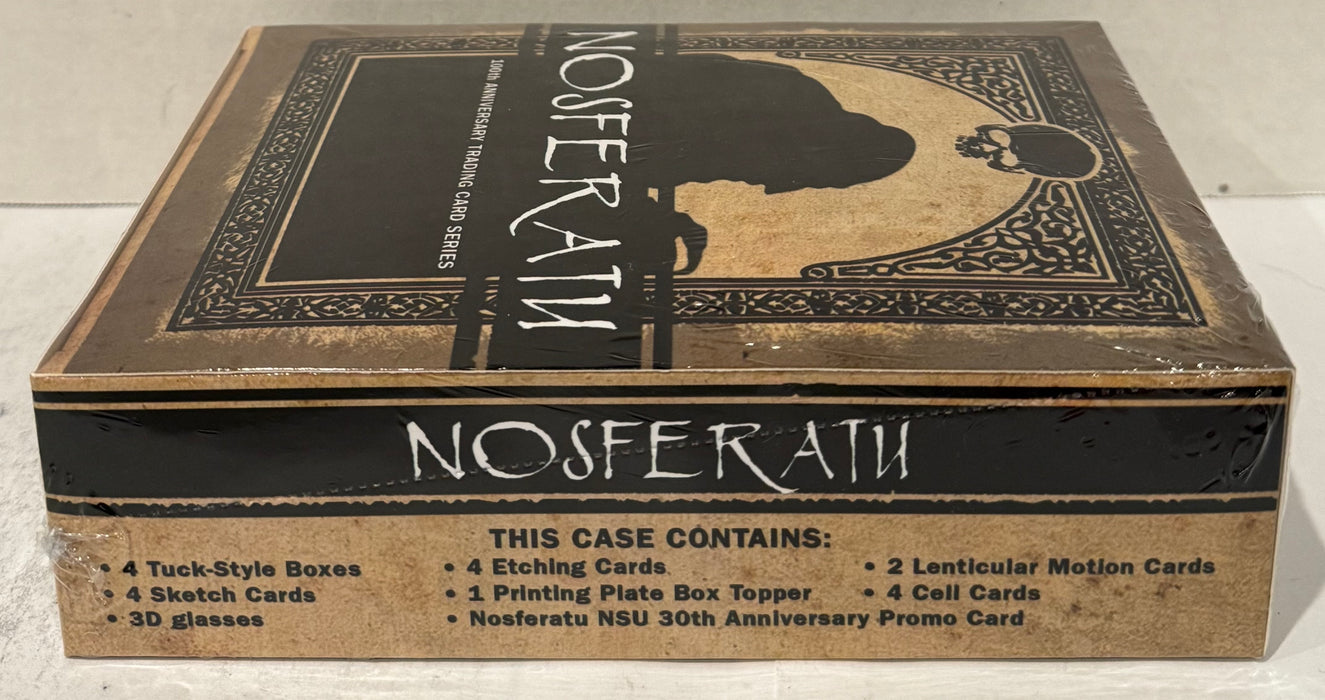 NOSFERATU
100th ANNIVERSARY TRADING CARD SERIES
NOSFERATU
THIS CASE CONTAINS:
• 4 Tuck-Style Boxes • 4 Etching Cards • 2 Lenticular Motion Cards
• 4 Sketch Cards • 1 Printing Plate Box Topper • 4 Cell Cards
• 3D glasses • Nosferatu NSU 30th Anniversary Promo Card